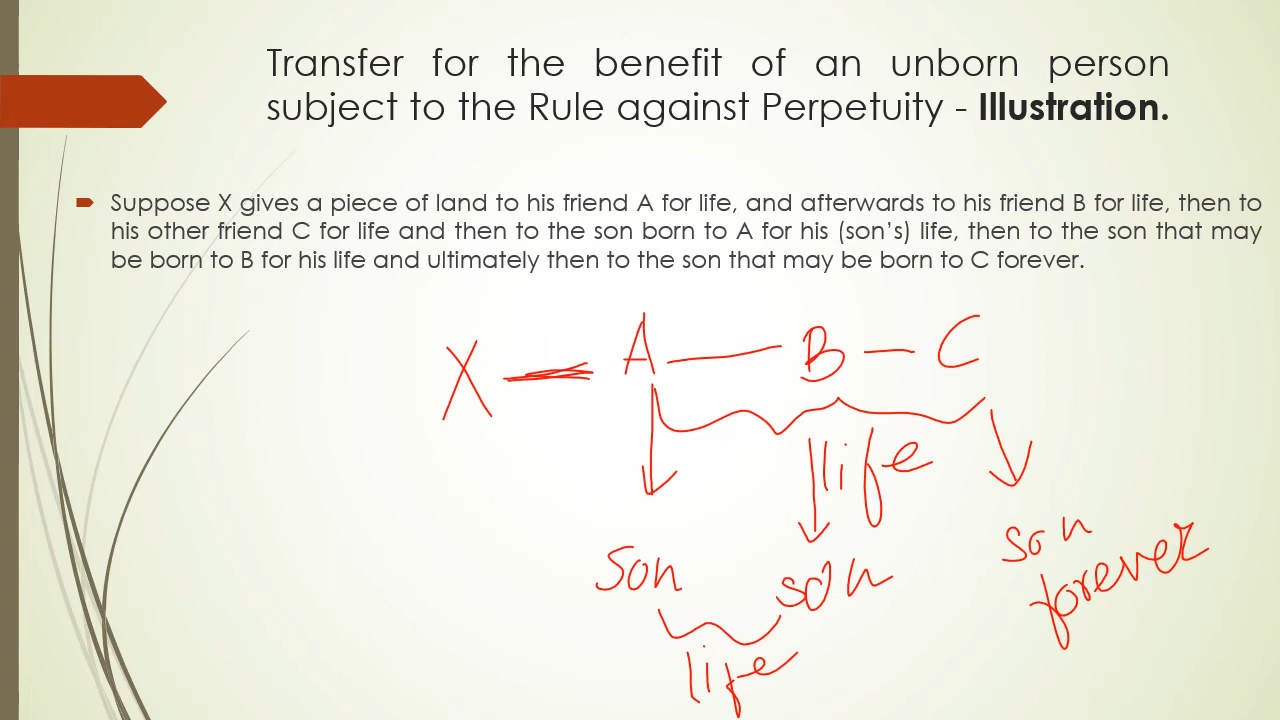 Transfer for the benefit of an unborn person
subject to the Rule against Perpetuity - Illustration.
Suppose X gives a piece of land to his friend A for life, and afterwards to his friend B for life, then to
his other friend C for life and then to the son born to A for his (son's) life, then to the son that may
be born to B for his life and ultimately then to the son that may be born to C forever.
X A B C
life
son
Son son
forever
life